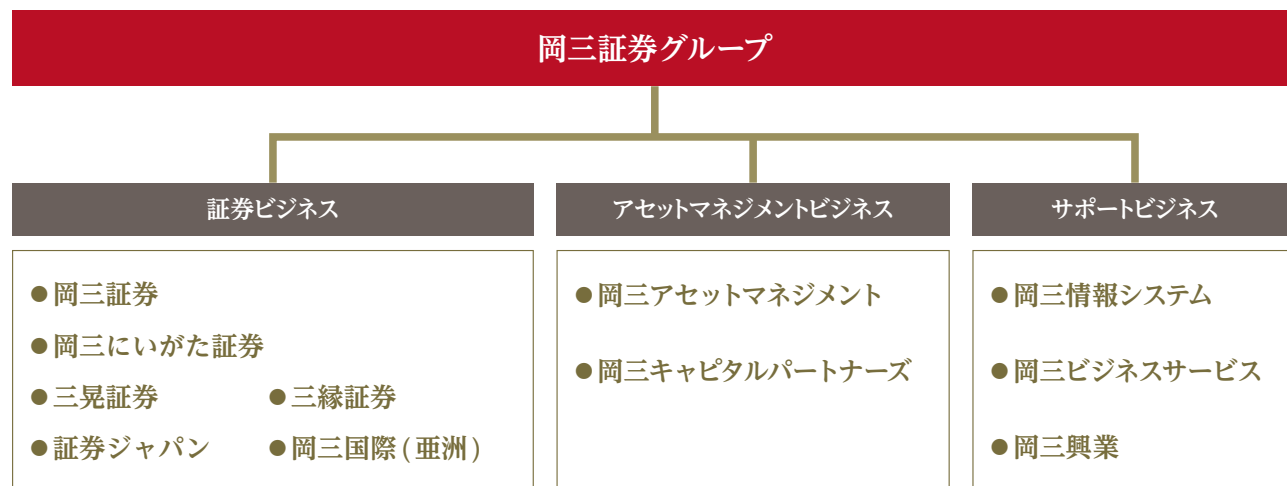 岡三証券グループ
証券ビジネス
●岡三証券
●岡三にいがた証券
●三晃証券 ●三縁証券
●証券ジャパン ●岡三国際(亜洲)
アセットマネジメントビジネス
●岡三アセットマネジメント
●岡三キャピタルパートナーズ
サポートビジネス
●岡三情報システム
●岡三ビジネスサービス
●岡三興業